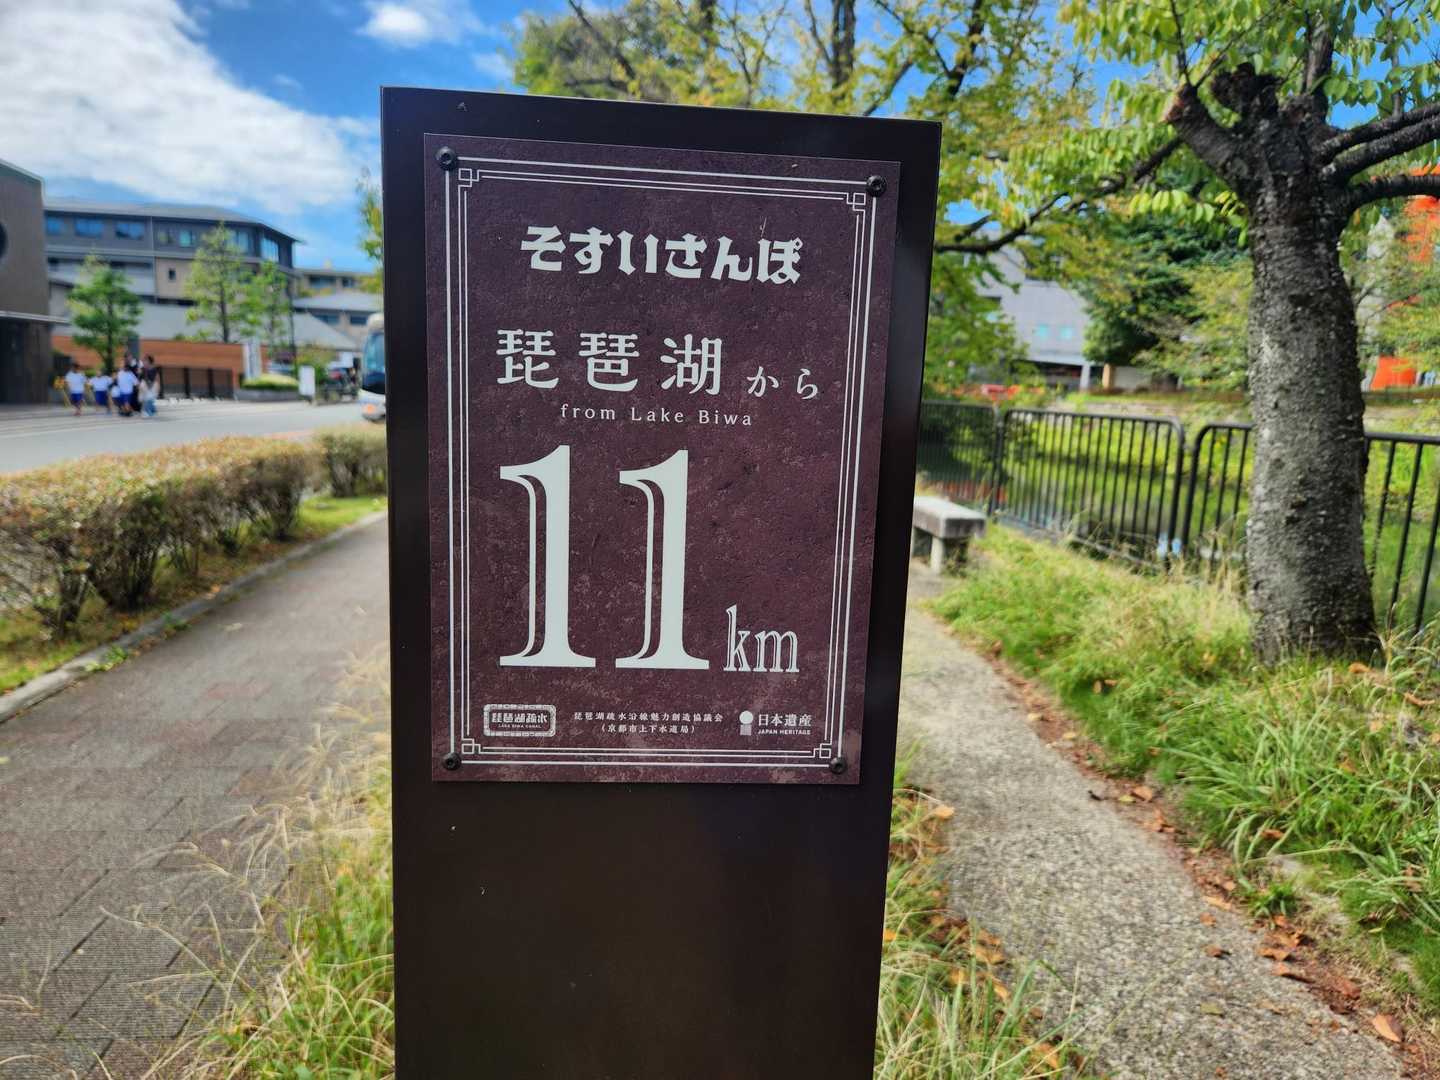 そすいさんぽ
琵琶湖から
from Lake Biwa
11km
琵琶湖疏水
LAKE BIWA CANAL
琵琶湖疏水沿線魅力創造協議会
(京都市上下水道局)
日本遺産
JAPAN HERITAGE